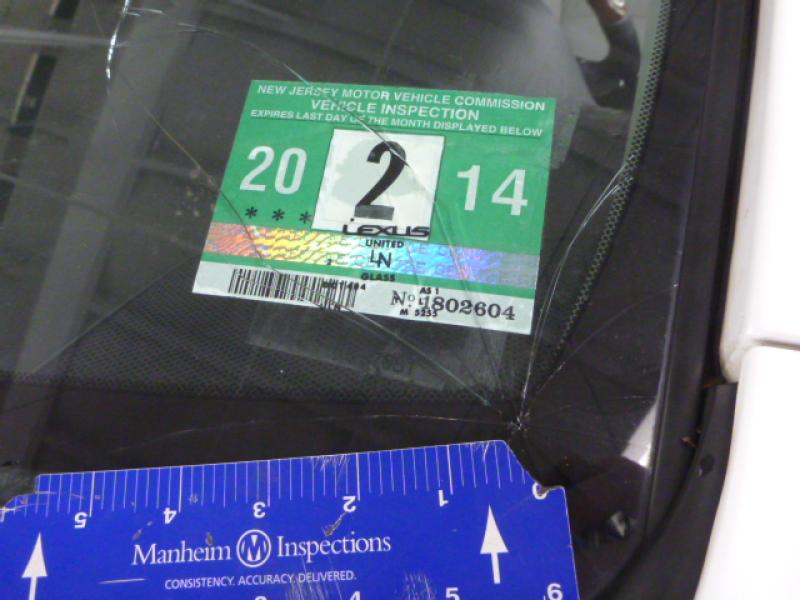 NEW JERSEY MOTOR VEHICLE COMMISSION
VEHICLE INSPECTION
EXPIRES LAST DAY OF THE MONTH DISPLAYED BELOW
20 2 14
* * *
LEXUS
UNITED
LN
GLASS
AS 1
Nº 1802604
M 5255
5 4 3 2 1 0
Manheim M Inspections
CONSISTENCY. ACCURACY. DELIVERED.
3 4 5 6